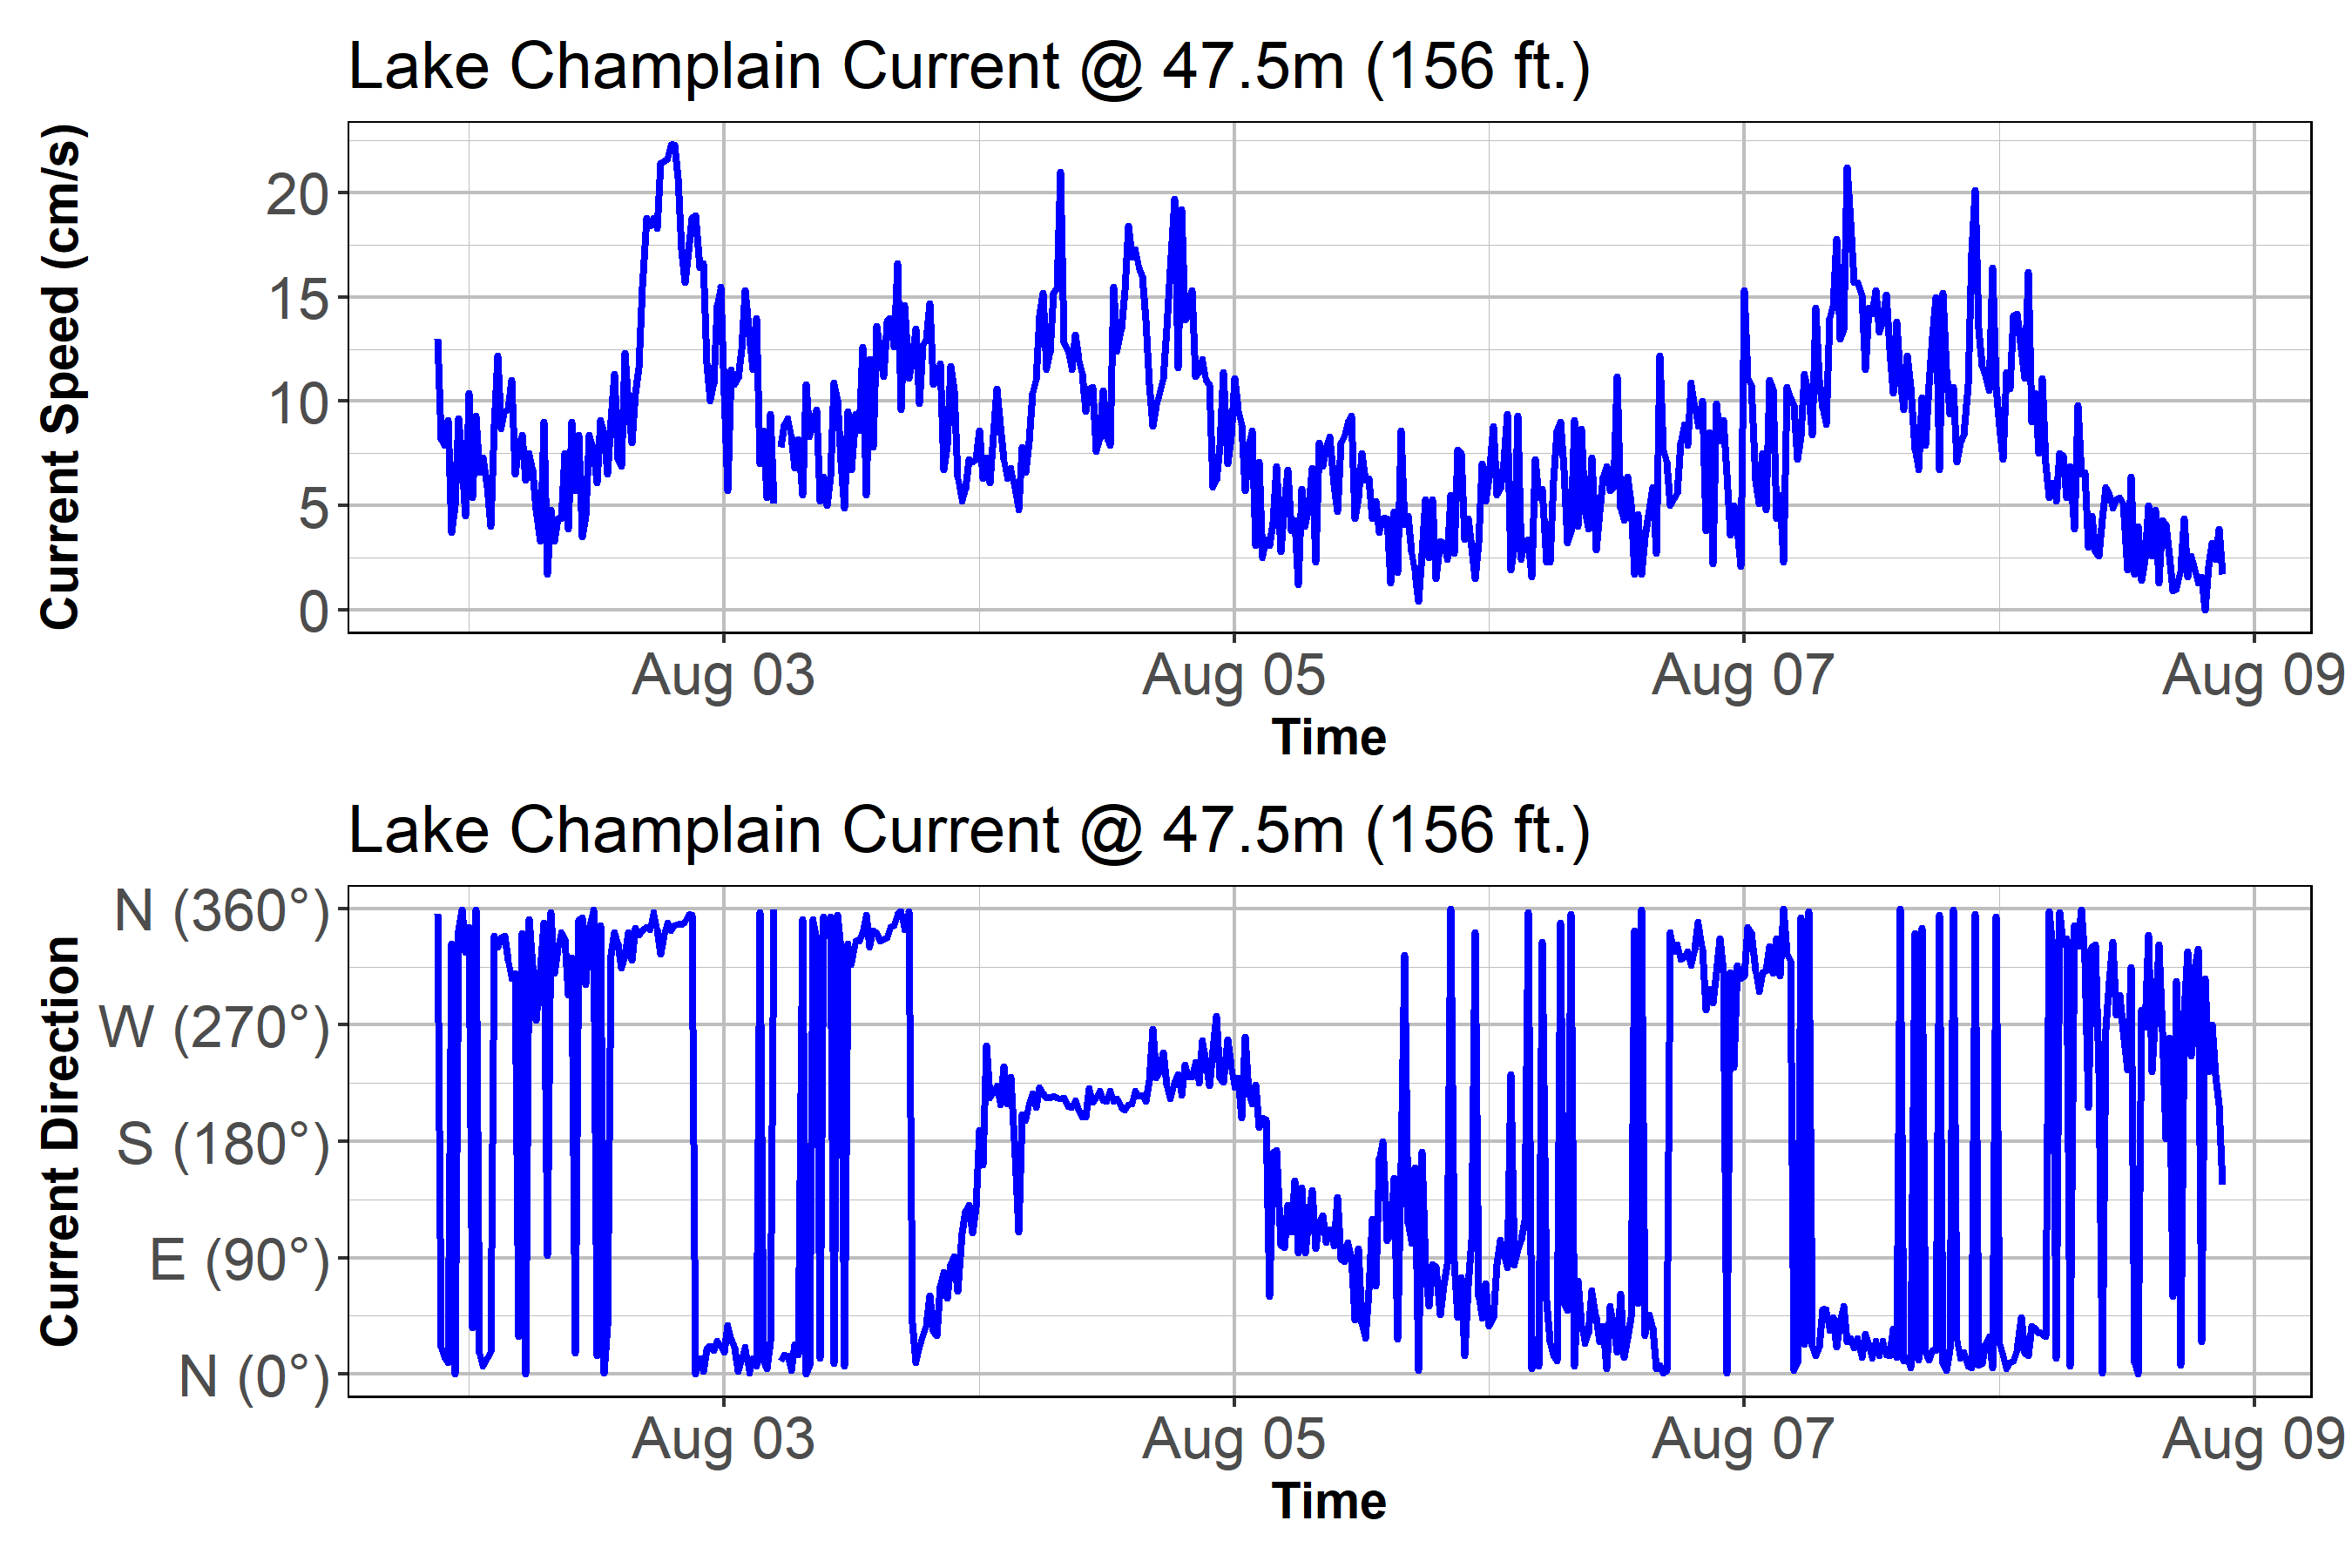 Lake Champlain Current @ 47.5m (156 ft.)
Current Speed (cm/s)
20
15
10
5
0
Aug 03
Aug 05
Aug 07
Aug 09
Time
Lake Champlain Current @ 47.5m (156 ft.)
Current Direction
N (360°)
W (270°)
S (180°)
E (90°)
N (0°)
Aug 03
Aug 05
Aug 07
Aug 09
Time